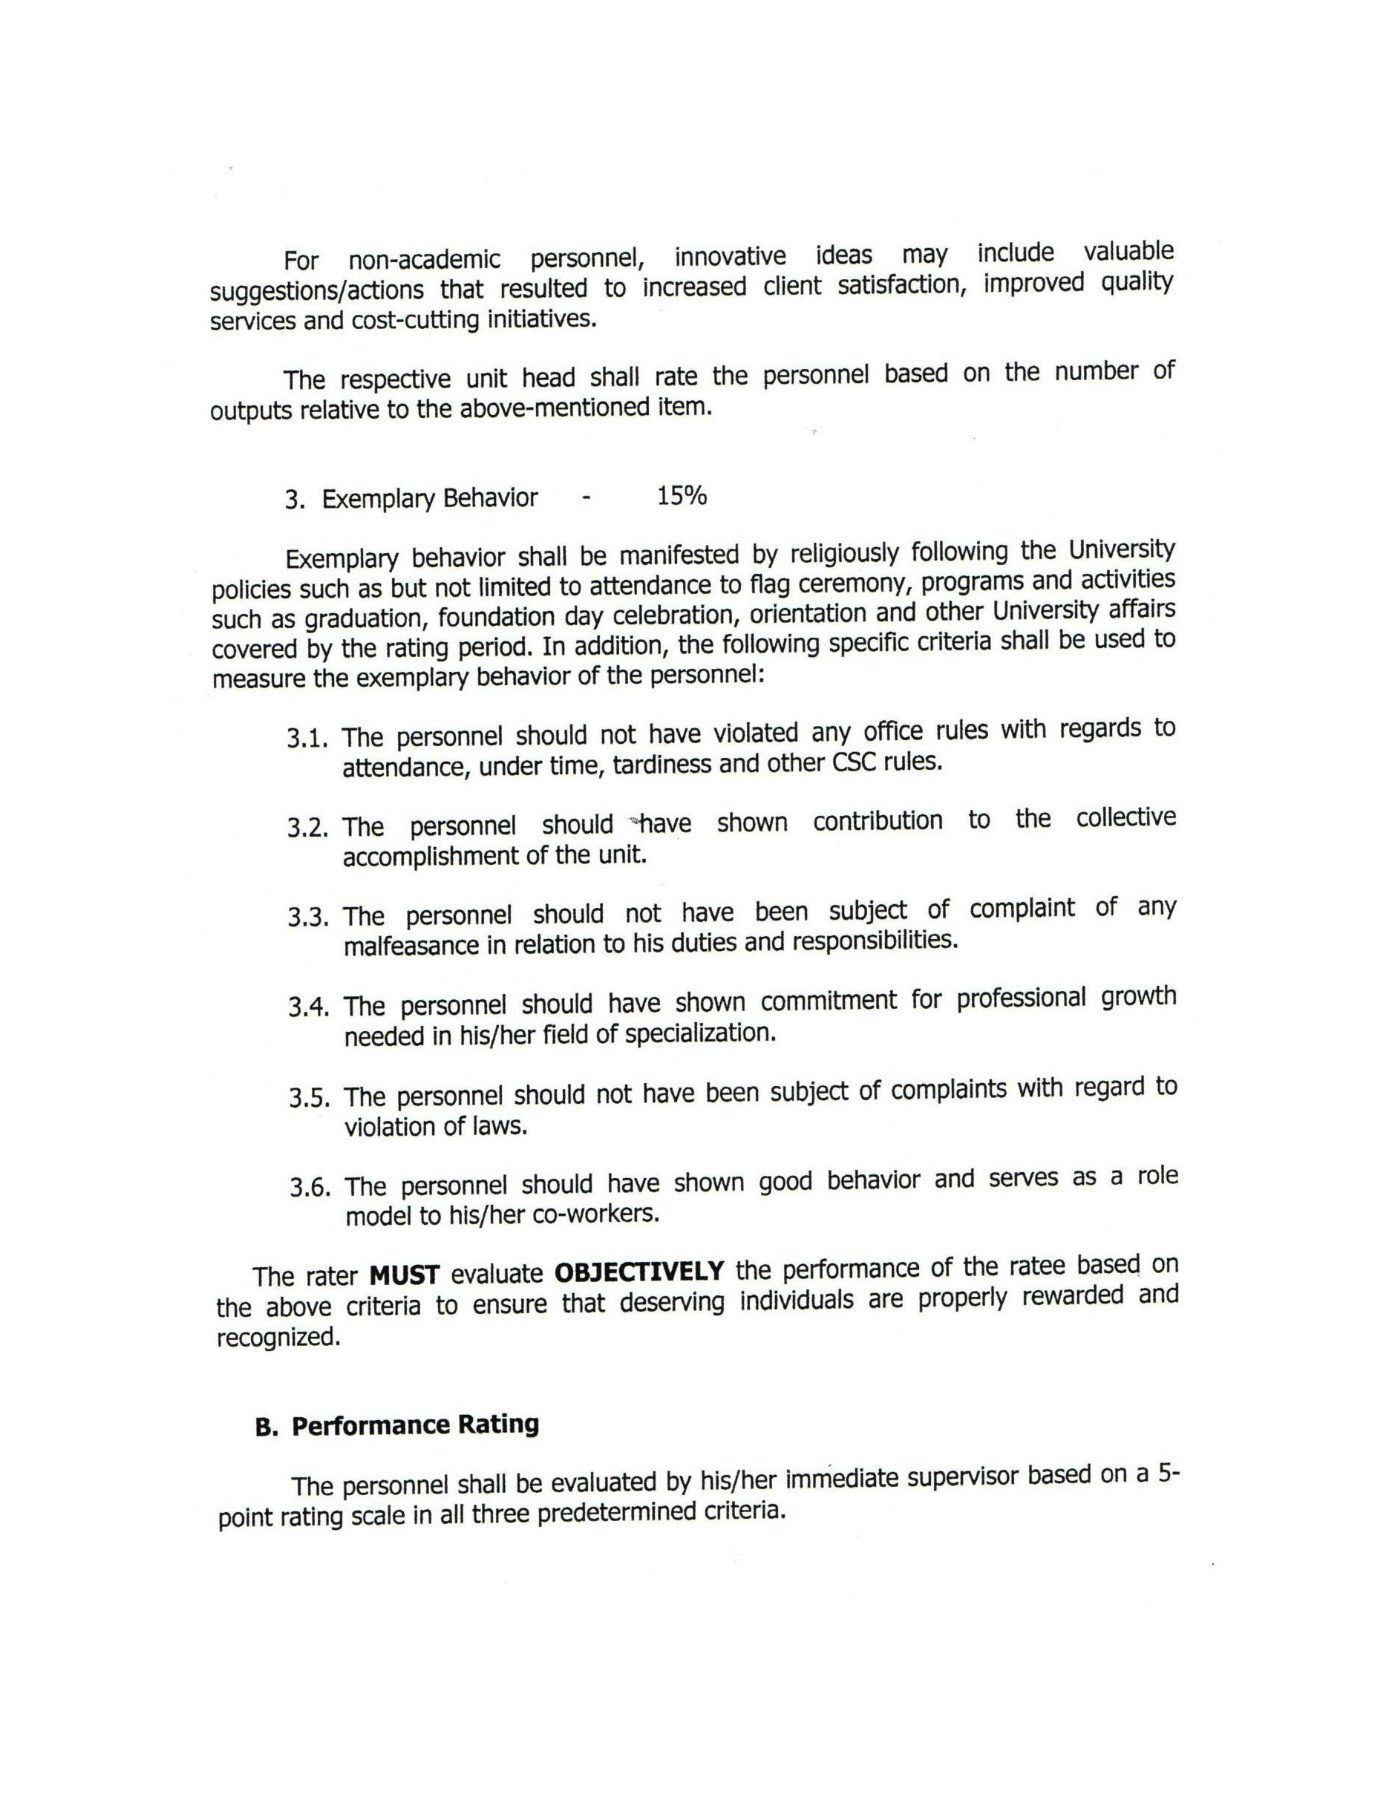 For non-academic personnel, innovative ideas may include valuable
suggestions/actions that resulted to increased client satisfaction, improved quality
services and cost-cutting initiatives.
The respective unit head shall rate the personnel based on the number of
outputs relative to the above-mentioned item.
3. Exemplary Behavior - 15%
Exemplary behavior shall be manifested by religiously following the University
policies such as but not limited to attendance to flag ceremony, programs and activities
such as graduation, foundation day celebration, orientation and other University affairs
covered by the rating period. In addition, the following specific criteria shall be used to
measure the exemplary behavior of the personnel:
3.1. The personnel should not have violated any office rules with regards to
attendance, under time, tardiness and other CSC rules.
3.2. The personnel should have shown contribution to the collective
accomplishment of the unit.
3.3. The personnel should not have been subject of complaint of any
malfeasance in relation to his duties and responsibilities.
3.4. The personnel should have shown commitment for professional growth
needed in his/her field of specialization.
3.5. The personnel should not have been subject of complaints with regard to
violation of laws.
3.6. The personnel should have shown good behavior and serves as a role
model to his/her co-workers.
The rater MUST evaluate OBJECTIVELY the performance of the ratee based on
the above criteria to ensure that deserving individuals are properly rewarded and
recognized.
B. Performance Rating
The personnel shall be evaluated by his/her immediate supervisor based on a 5-
point rating scale in all three predetermined criteria.